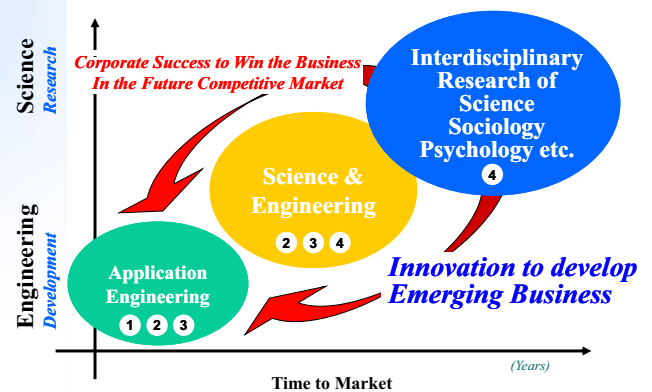 Science
Research
Corporate Success to Win the Business
In the Future Competitive Market
Interdisciplinary
Research of
Science
Sociology
Psychology etc.
4
Science &
Engineering
2 3 4
Engineering
Development
Application
Engineering
1 2 3
Innovation to develop
Emerging Business
(Years)
Time to Market